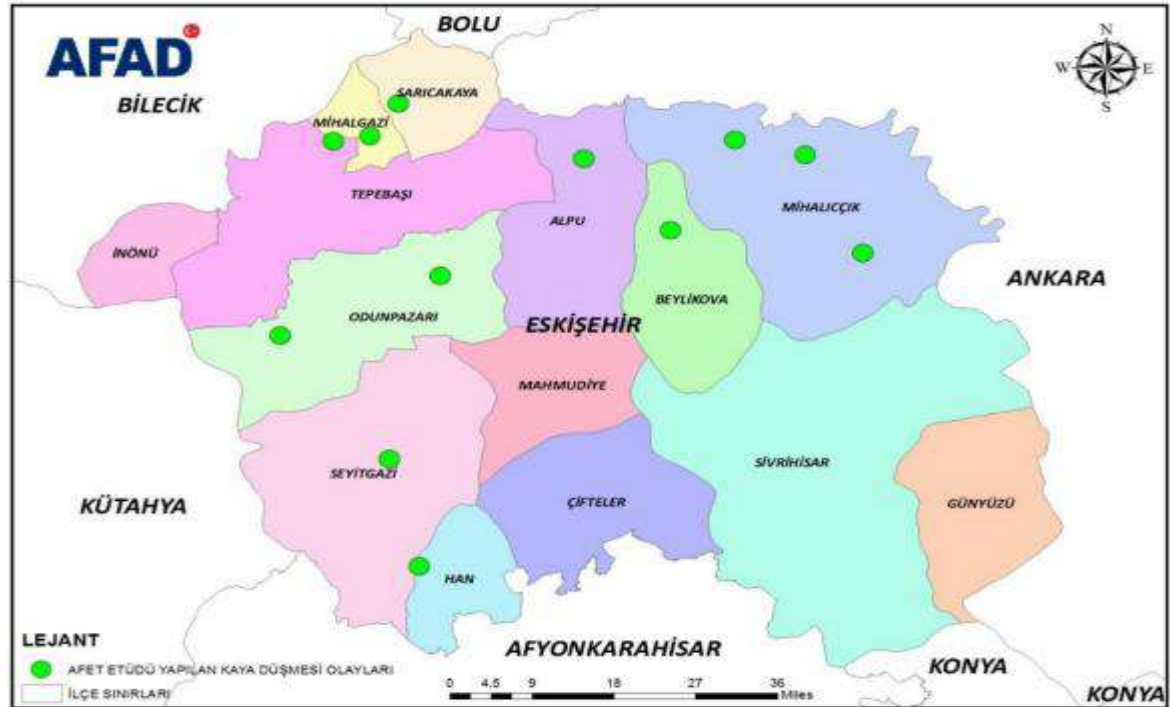 BOLU
AFAD
N
W E
S
BİLECİK
SARICAKAYA
MİHALGAZİ
TEPEBAŞI
ALPU
MİHALIÇÇIK
İNÖNÜ
ANKARA
BEYLİKOVA
ODUNPAZARI
ESKİŞEHİR
MAHMUDİYE
SİVRİHİSAR
SEYİTGAZİ
KÜTAHYA
ÇİFTELER
GÜNYÜZÜ
HAN
LEJANT
AFYONKARAHİSAR
AFET ETÜDÜ YAPILAN KAYA DÜŞMESİ OLAYLARI
KONYA
İLÇE SINIRLARI
0 4,5 9 18 27 36
Miles
KONYA